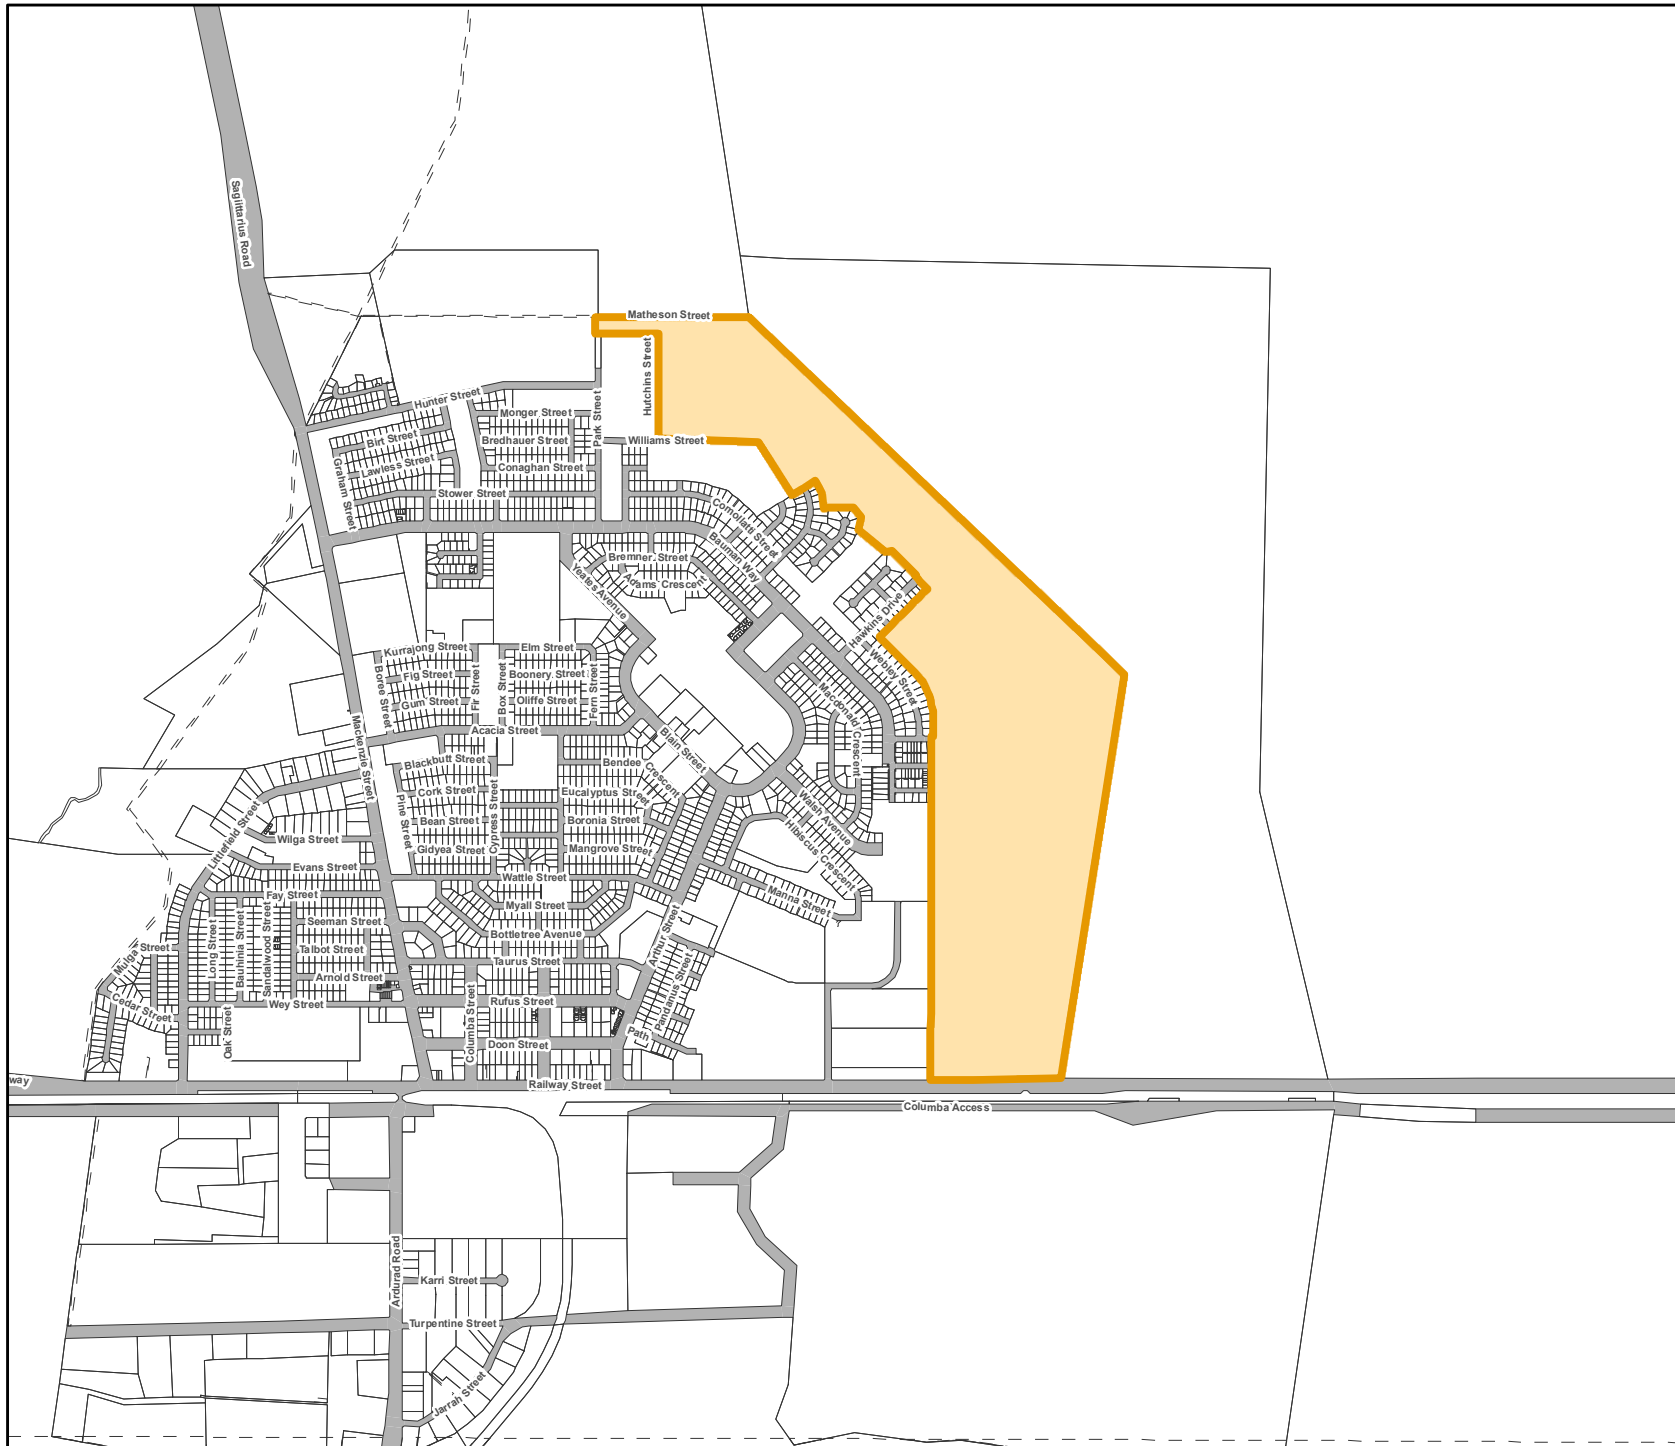 Sagiittarius Road
Matheson Street
Hutchins Street
Hunter Street
Park Street
Monger Street
Birt Street
Bredhauer Street
Williams Street
Lawless Street
Conaghan Street
Graham Street
Stower Street
Comollatti Street
Bauman Way
Bremner Street
Adams Crescent
Yeates Avenue
Hawkins Drive
Webley Street
Kurrajong Street
Elm Street
Boree Street
Fig Street
Fir Street
Box Street
Boonery Street
Fern Street
Gum Street
Oliffe Street
Macdonald Crescent
Mackenzie Street
Acacia Street
Blain Street
Blackbutt Street
Bendee
Crescent
Pine Street
Cork Street
Cypress Street
Eucalyptus Street
Littlefield Street
Bean Street
Boronia Street
Walsh Avenue
Hibiscus Crescent
Wilga Street
Gidyea Street
Mangrove Street
Evans Street
Wattle Street
Fay Street
Manna Street
Myall Street
Seeman Street
Long Street
Bauhinia Street
Sandalwood Street
Bottletree Avenue
Arthur Street
Mulga Street
Talbot Street
Taurus Street
Arnold Street
Pandanus Street
Cedar Street
Wey Street
Rufus Street
Columba Street
Oak Street
Doon Street
Path
way
Railway Street
Columba Access
Ardurad Road
Karri Street
Turpentine Street
Jarrah Street